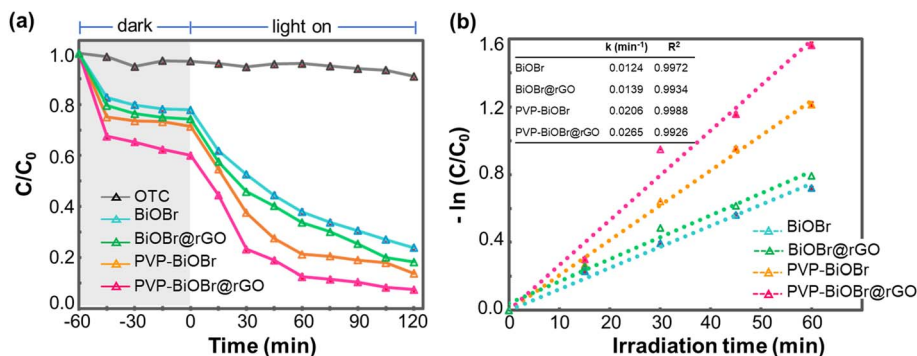 (a)
dark
light on
1.0
0.8
0.6
0.4
0.2
0.0
C/C0
OTC
BiOBr
BiOBr@rGO
PVP-BiOBr
PVP-BiOBr@rGO
-60 -30 0 30 60 90 120
Time (min)
(b)
1.6
1.2
0.8
0.4
0.0
- ln (C/C0)
k (min⁻¹) R²
BiOBr 0.0124 0.9972
BiOBr@rGO 0.0139 0.9934
PVP-BiOBr 0.0206 0.9988
PVP-BiOBr@rGO 0.0265 0.9926
BiOBr
BiOBr@rGO
PVP-BiOBr
PVP-BiOBr@rGO
0 10 20 30 40 50 60
Irradiation time (min)